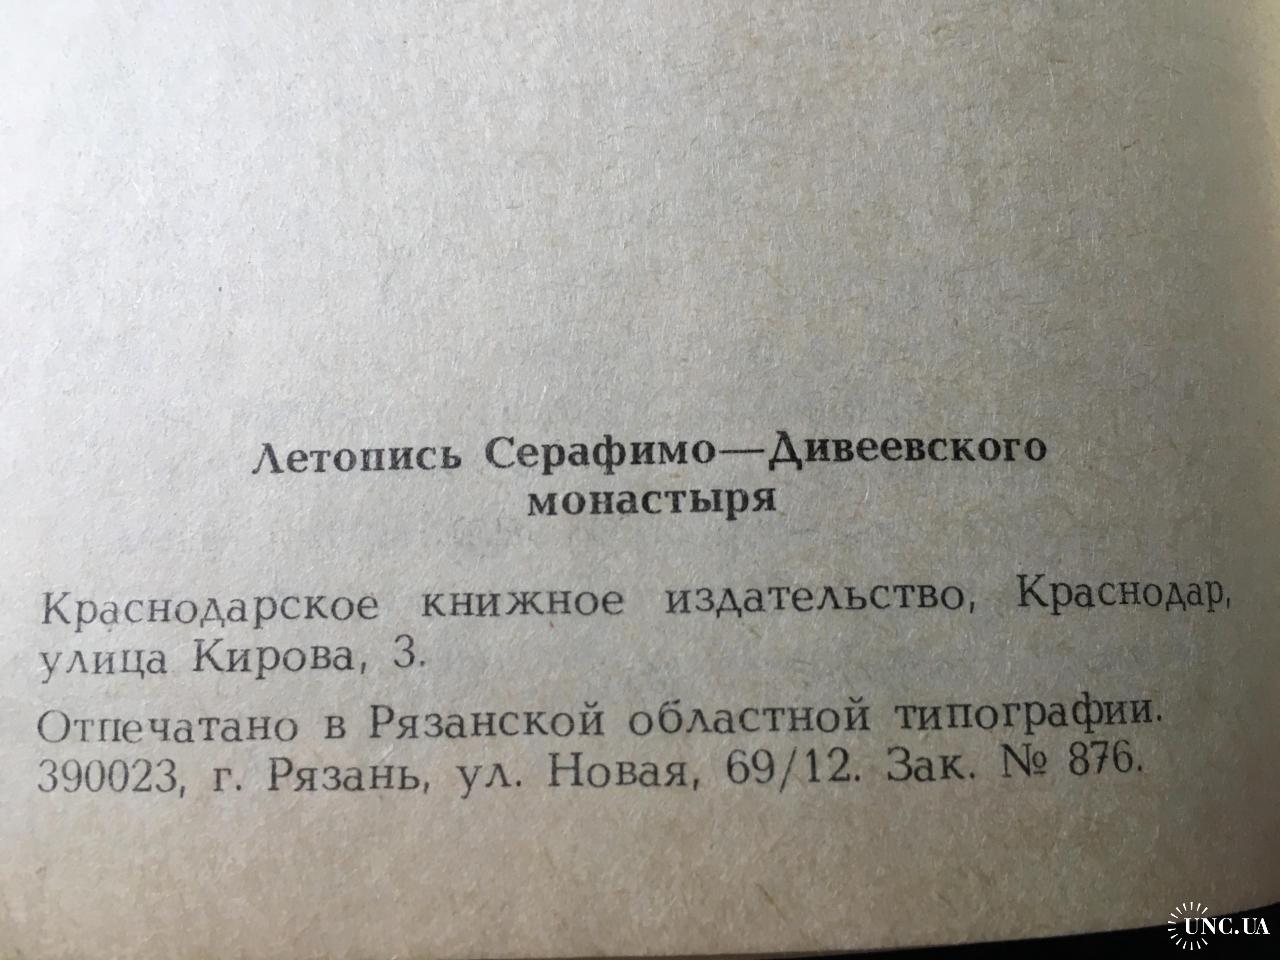 Летопись Серафимо—Дивеевского
монастыря
Краснодарское книжное издательство, Краснодар,
улица Кирова, 3.
Отпечатано в Рязанской областной типографии.
390023, г. Рязань, ул. Новая, 69/12. Зак. № 876.
UNC.UA